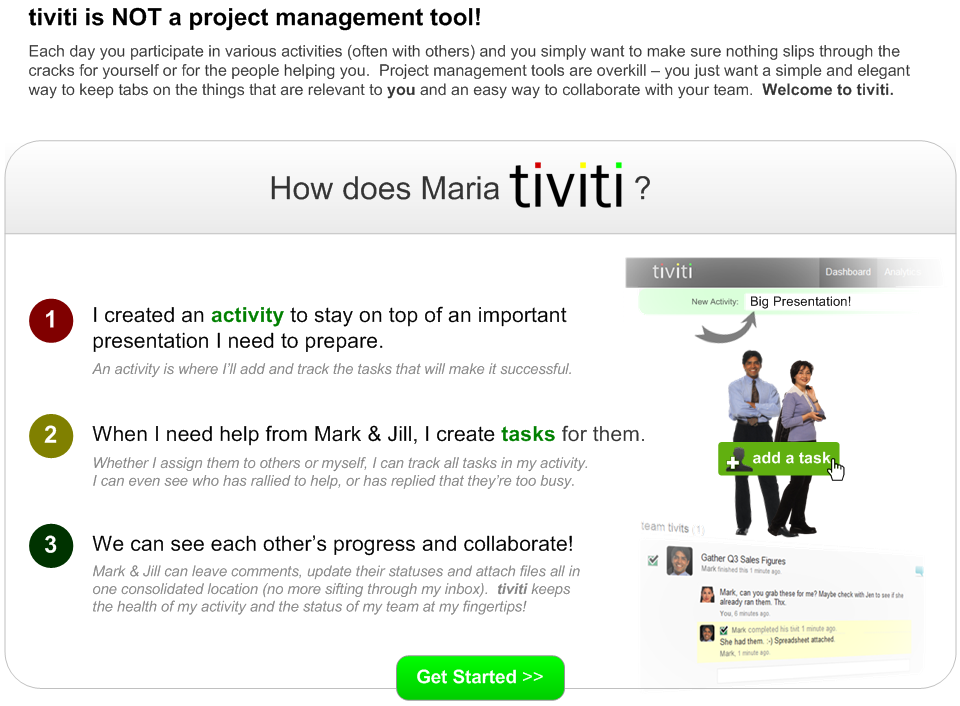 tiviti is NOT a project management tool!
Each day you participate in various activities (often with others) and you simply want to make sure nothing slips through the
cracks for yourself or for the people helping you.  Project management tools are overkill – you just want a simple and elegant
way to keep tabs on the things that are relevant to you and an easy way to collaborate with your team.  Welcome to tiviti.
How does Maria tiviti ?
tiviti Dashboard
New Activity: Big Presentation!
1 I created an activity to stay on top of an important
presentation I need to prepare.
An activity is where I'll add and track the tasks that will make it successful.
2 When I need help from Mark & Jill, I create tasks for them.
Whether I assign them to others or myself, I can track all tasks in my activity.
I can even see who has rallied to help, or has replied that they're too busy.
add a task
3 We can see each other's progress and collaborate!
Mark & Jill can leave comments, update their statuses and attach files all in
one consolidated location (no more sifting through my inbox).  tiviti keeps
the health of my activity and the status of my team at my fingertips!
team tivits (1)
Gather Q3 Sales Figures
Mark finished this 1 minute ago.
Mark, can you grab these for me? Maybe check with Jen to see if she
already ran them. Thx.
You, 6 minutes ago.
Mark completed his tivit 1 minute ago.
She had them. :-) Spreadsheet attached.
Mark, 1 minute ago.
Get Started >>